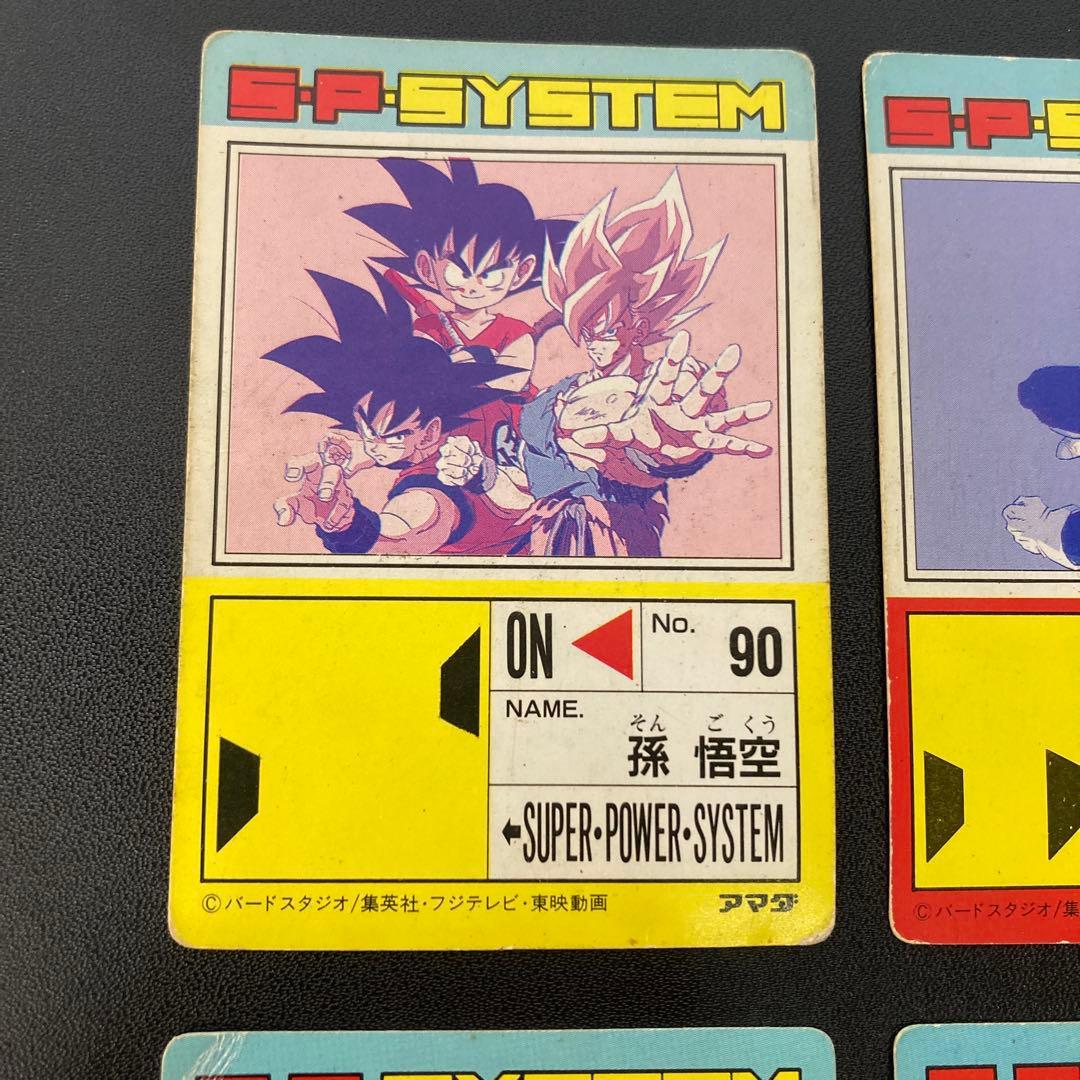 S・P・SYSTEM
ON
No. 90
NAME.
そん ご くう
孫 悟空
SUPER・POWER・SYSTEM
©バードスタジオ/集英社・フジテレビ・東映動画
アマダ
S・P・S
©バードスタジオ/集
SYSTEM